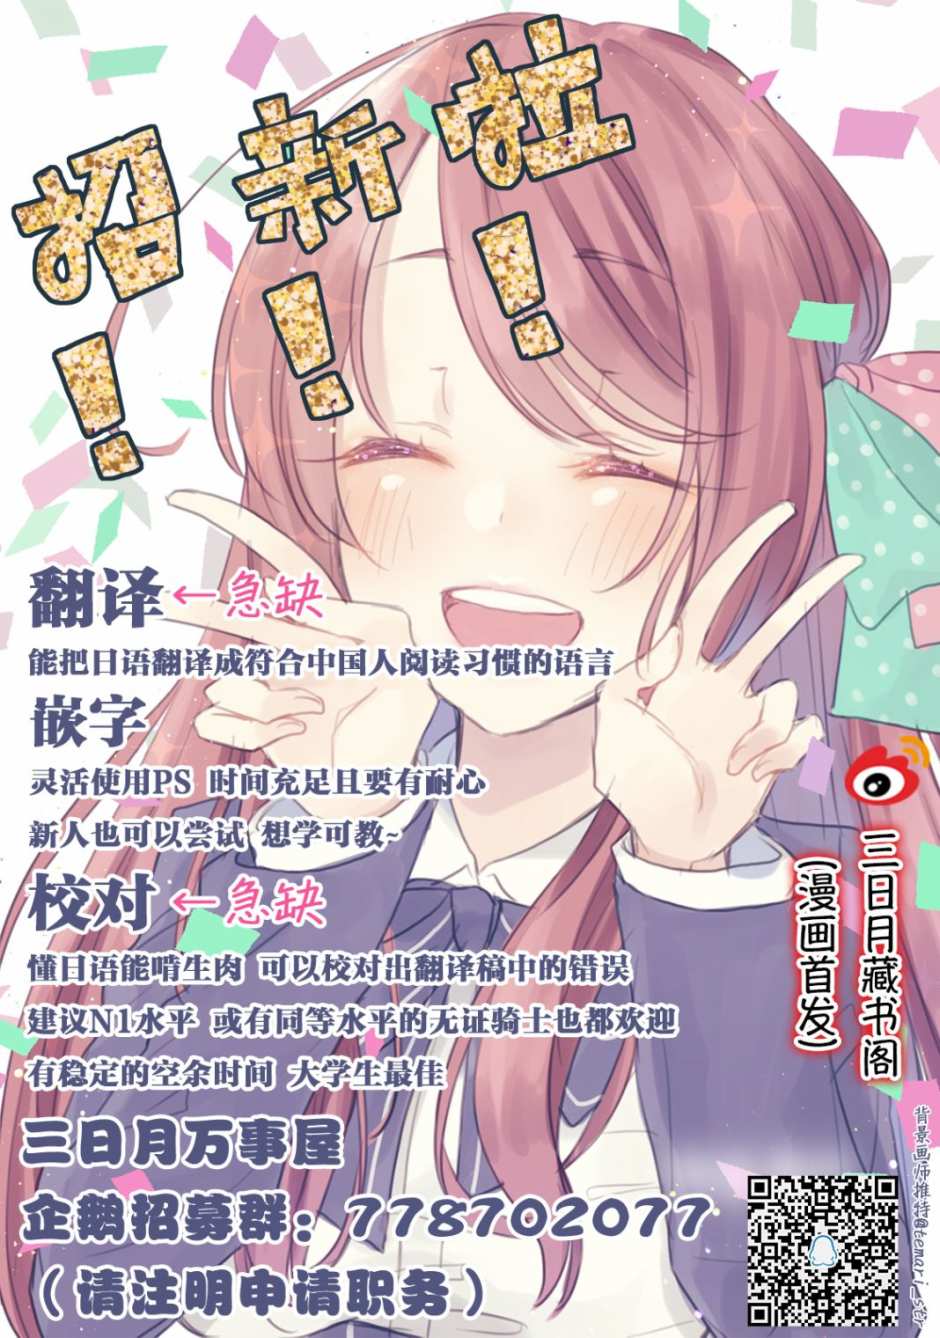 招新拉！！！
翻译←急缺
能把日语翻译成符合中国人阅读习惯的语言
嵌字
灵活使用PS 时间充足且要有耐心
新人也可以尝试 想学可教~
校对←急缺
懂日语能啃生肉 可以校对出翻译稿中的错误
建议N1水平 或有同等水平的无证骑士也都欢迎
有稳定的空余时间 大学生最佳
三日月万事屋
企鹅招募群：778702077
（请注明申请职务）
三日月藏书阁
(漫画首发)
背景画师推特@temari_ster